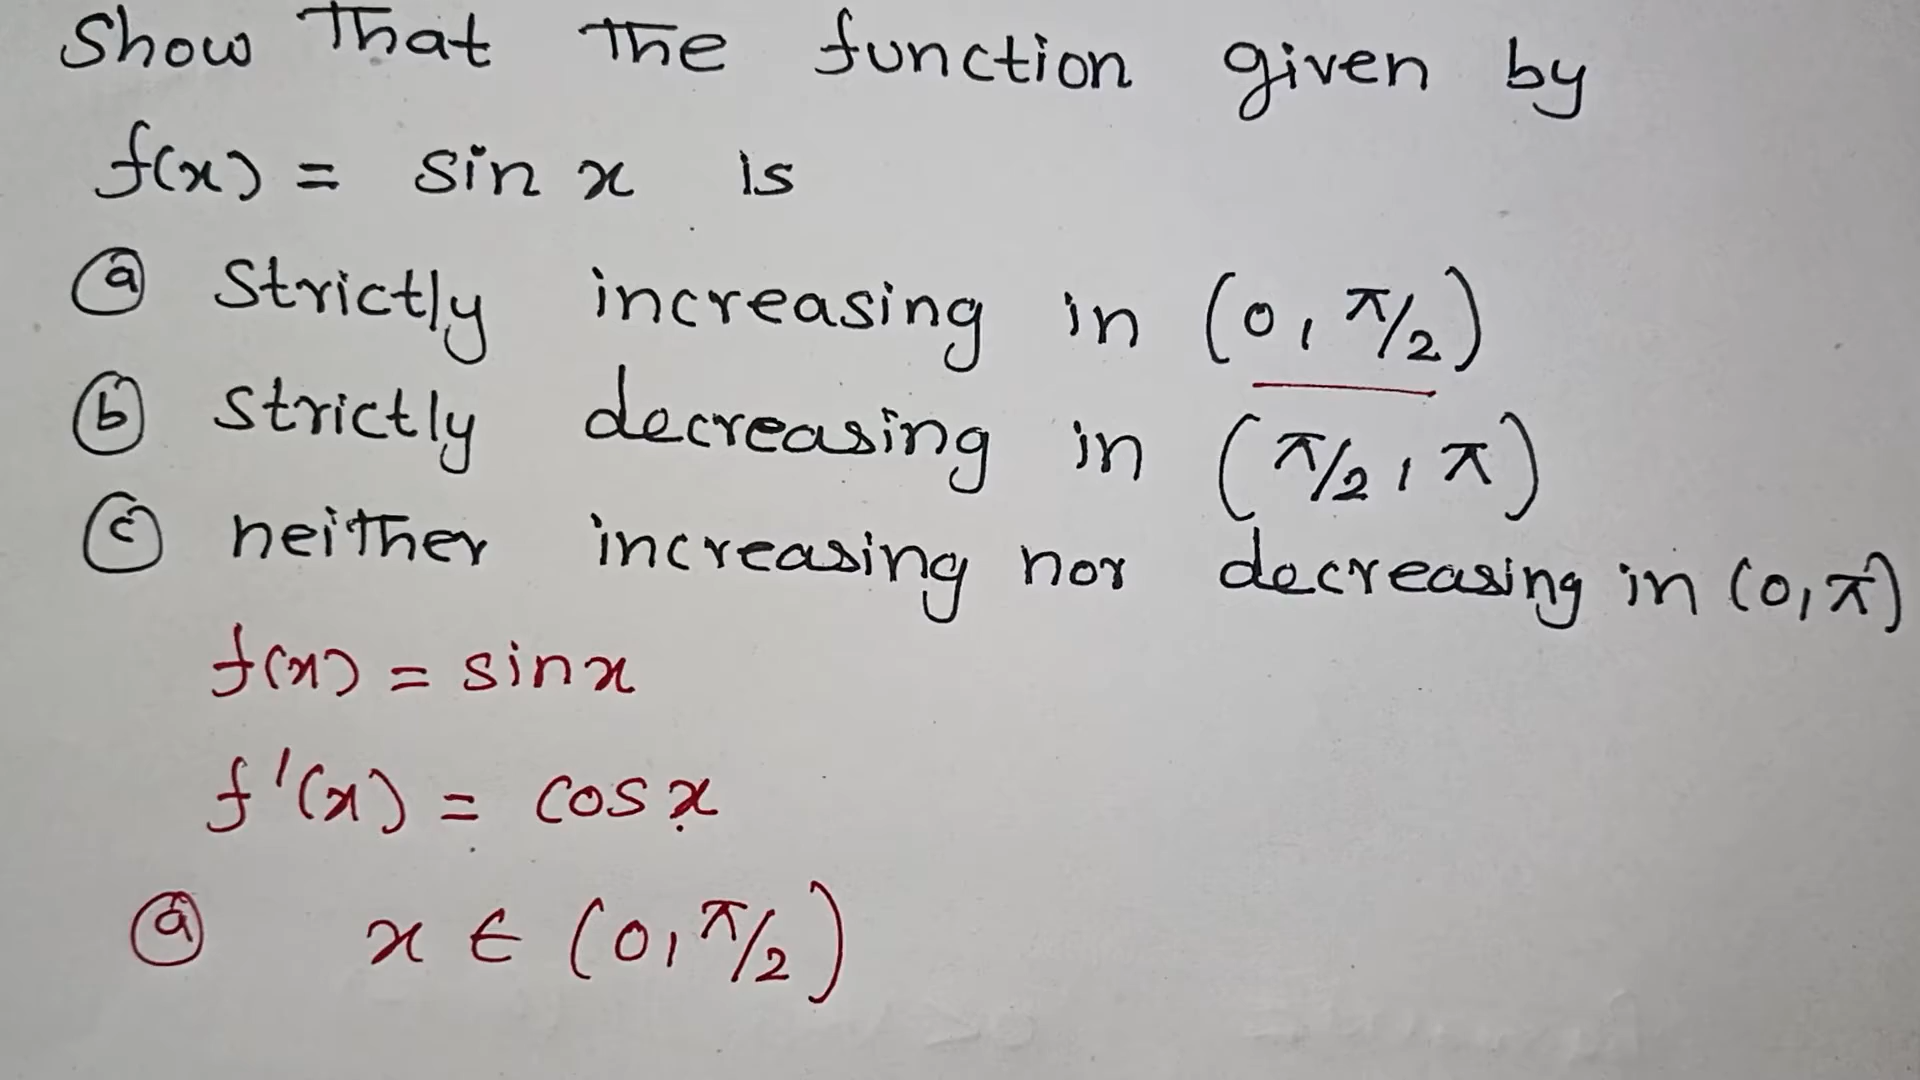 Show That The function given by
f(x) = sin x is
ⓐ Strictly increasing in (0, π/2)
ⓑ Strictly decreasing in (π/2, π)
ⓒ neither increasing nor decreasing in (0, π)
f(x) = sinx
f'(x) = cos x
ⓐ x ∈ (0, π/2)